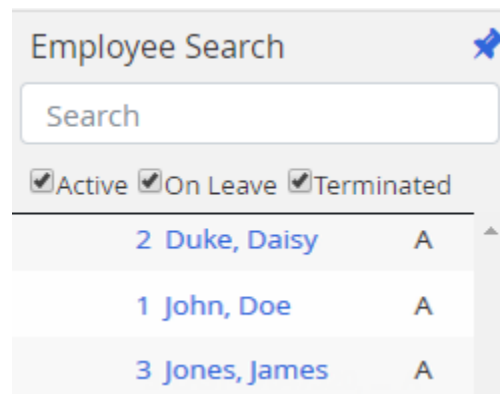 Employee Search
Search
Active On Leave Terminated
2 Duke, Daisy A
1 John, Doe A
3 Jones, James A